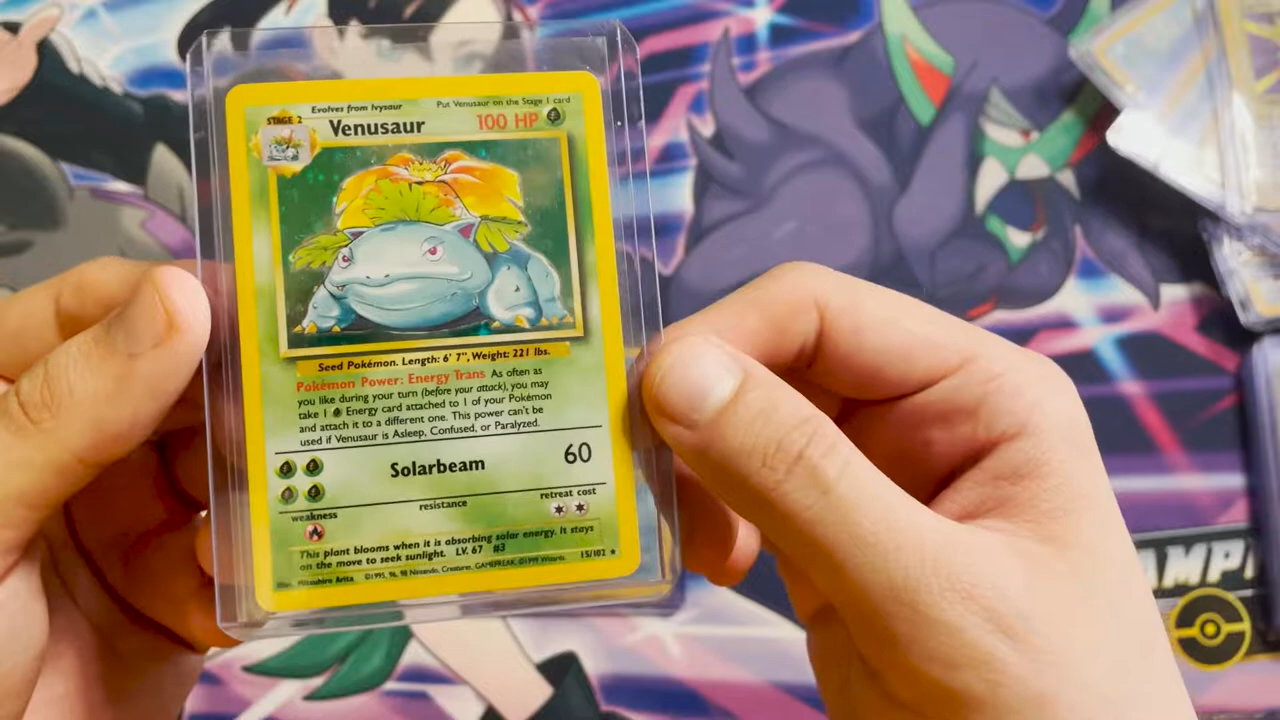 Evolves from Ivysaur
Put Venusaur on the Stage 1 card
STAGE 2
Venusaur
100 HP
Seed Pokémon. Length: 6' 7", Weight: 221 lbs.
Pokémon Power: Energy Trans As often as
you like during your turn (before your attack), you may
take 1 Energy card attached to 1 of your Pokémon
and attach it to a different one. This power can't be
used if Venusaur is Asleep, Confused, or Paralyzed.
Solarbeam
60
weakness
resistance
retreat cost
This plant blooms when it is absorbing solar energy. It stays
on the move to seek sunlight. LV. 67 #3
Illus. Mitsuhiro Arita
©1995, 96, 98 Nintendo, Creatures, GAMEFREAK. ©1999 Wizards.
15/102
AMPI